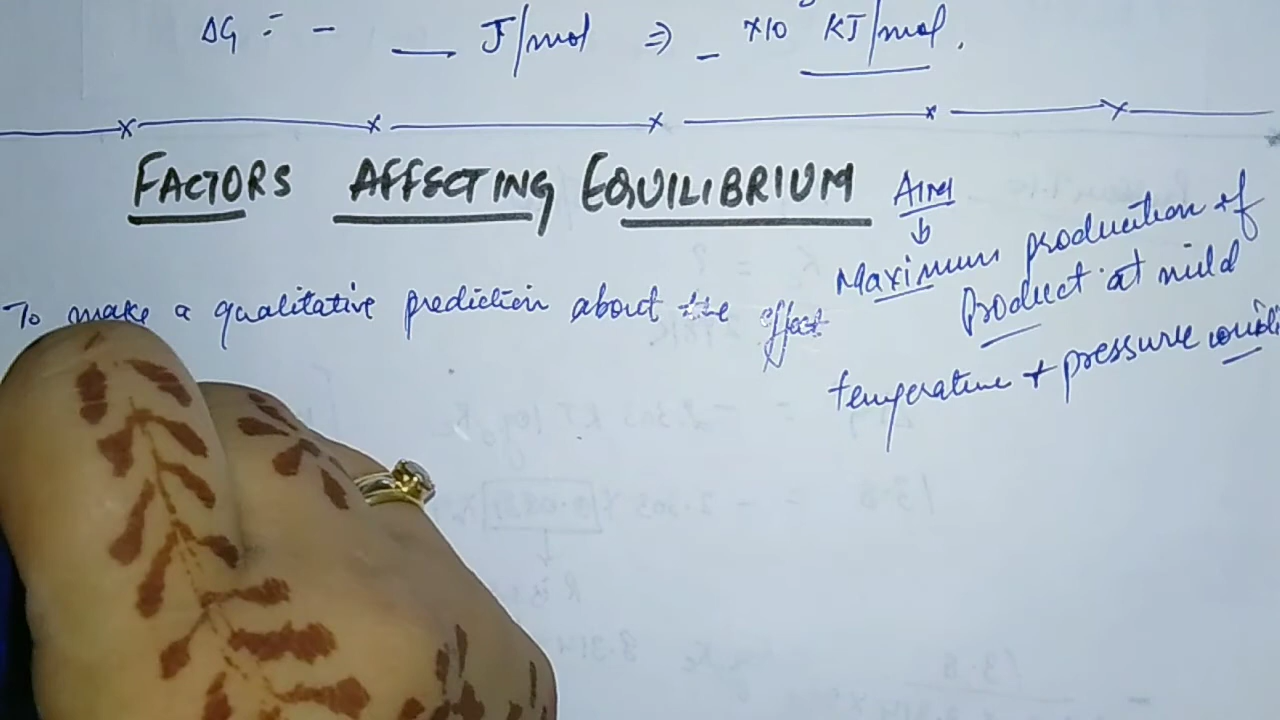 ΔG = - __ J/mol ⇒ _ ×10 KJ/mol.
FACTORS AFFECTING EQUILIBRIUM
To make a qualitative prediction about the effect
Aim
↓
Maximum production of
product at mild
temperature + pressure